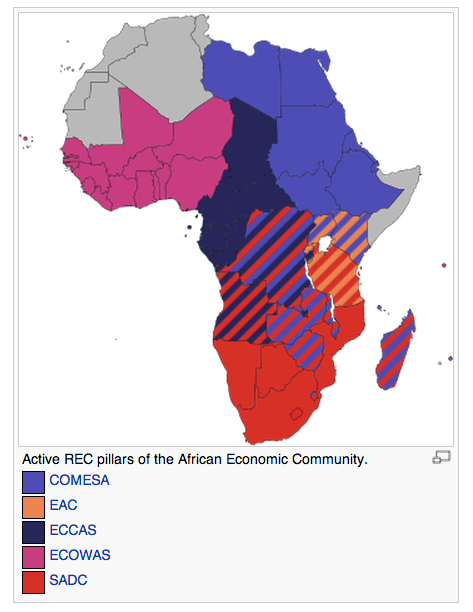 Active REC pillars of the African Economic Community.
COMESA
EAC
ECCAS
ECOWAS
SADC